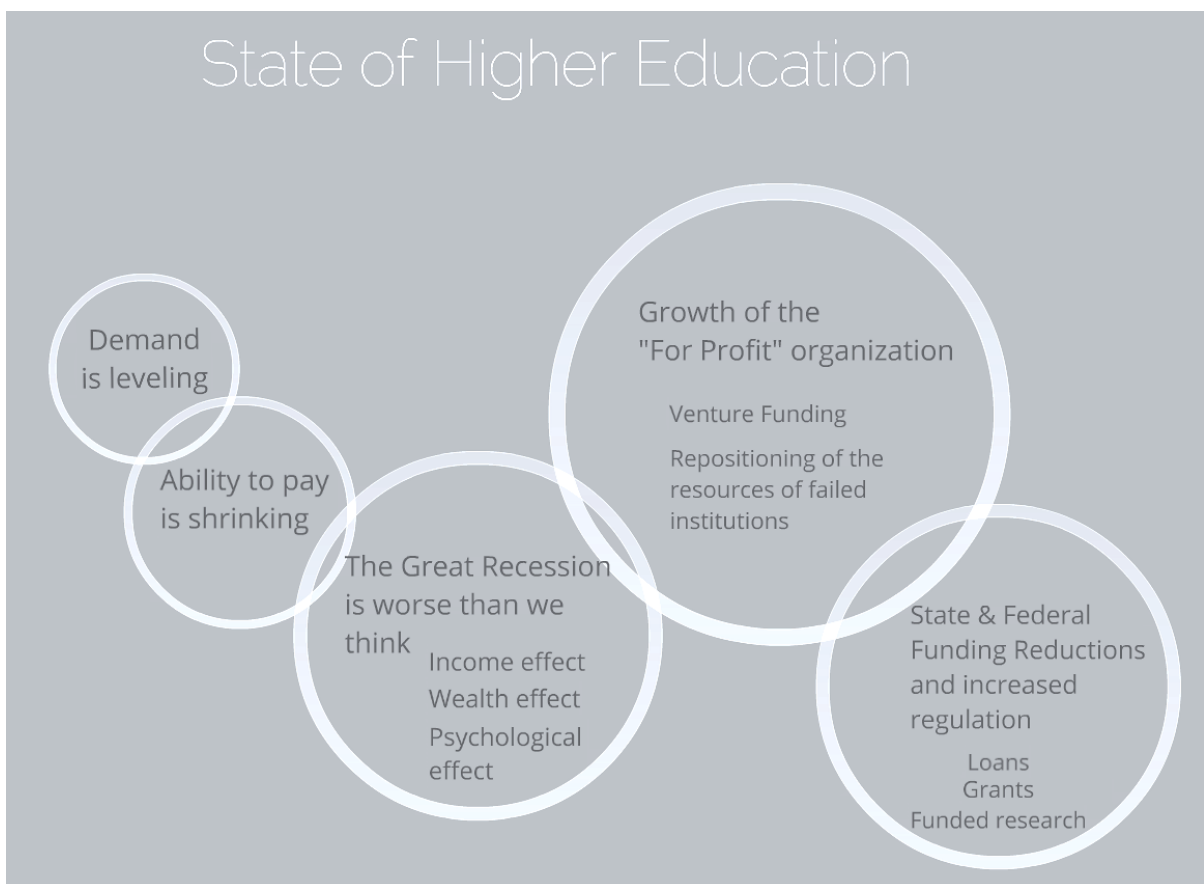 State of Higher Education
Demand
is leveling
Ability to pay
is shrinking
The Great Recession
is worse than we
think
Income effect
Wealth effect
Psychological
effect
Growth of the
"For Profit" organization
Venture Funding
Repositioning of the
resources of failed
institutions
State & Federal
Funding Reductions
and increased
regulation
Loans
Grants
Funded research